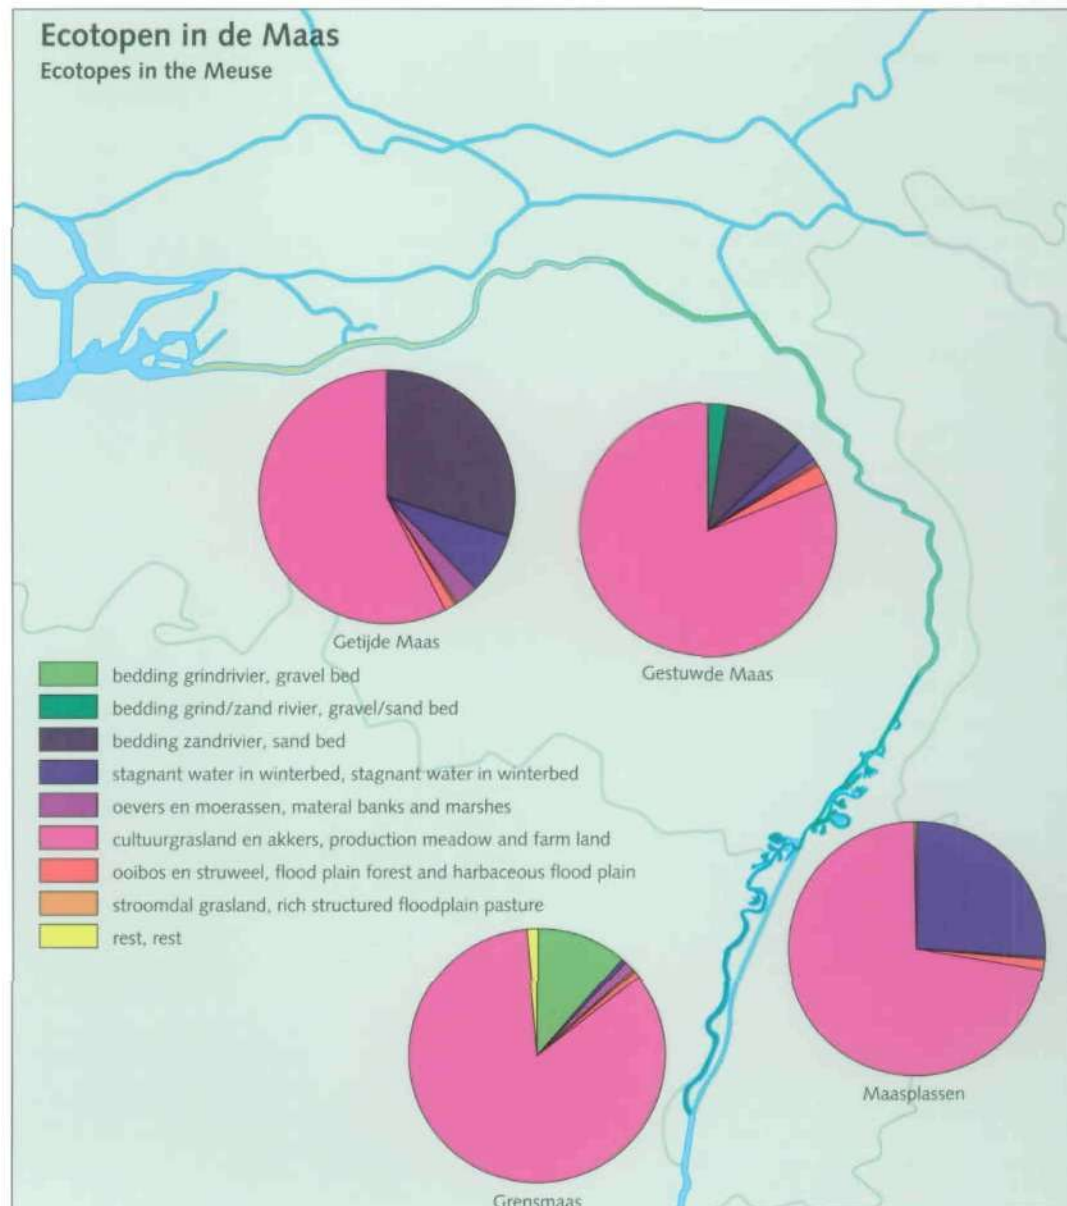 Ecotopen in de Maas
Ecotopes in the Meuse
Getijde Maas
Gestuwde Maas
bedding grindrivier, gravel bed
bedding grind/zand rivier, gravel/sand bed
bedding zandrivier, sand bed
stagnant water in winterbed, stagnant water in winterbed
oevers en moerassen, materal banks and marshes
cultuurgrasland en akkers, production meadow and farm land
ooibos en struweel, flood plain forest and harbaceous flood plain
stroomdal grasland, rich structured floodplain pasture
rest, rest
Maasplassen
Grensmaas